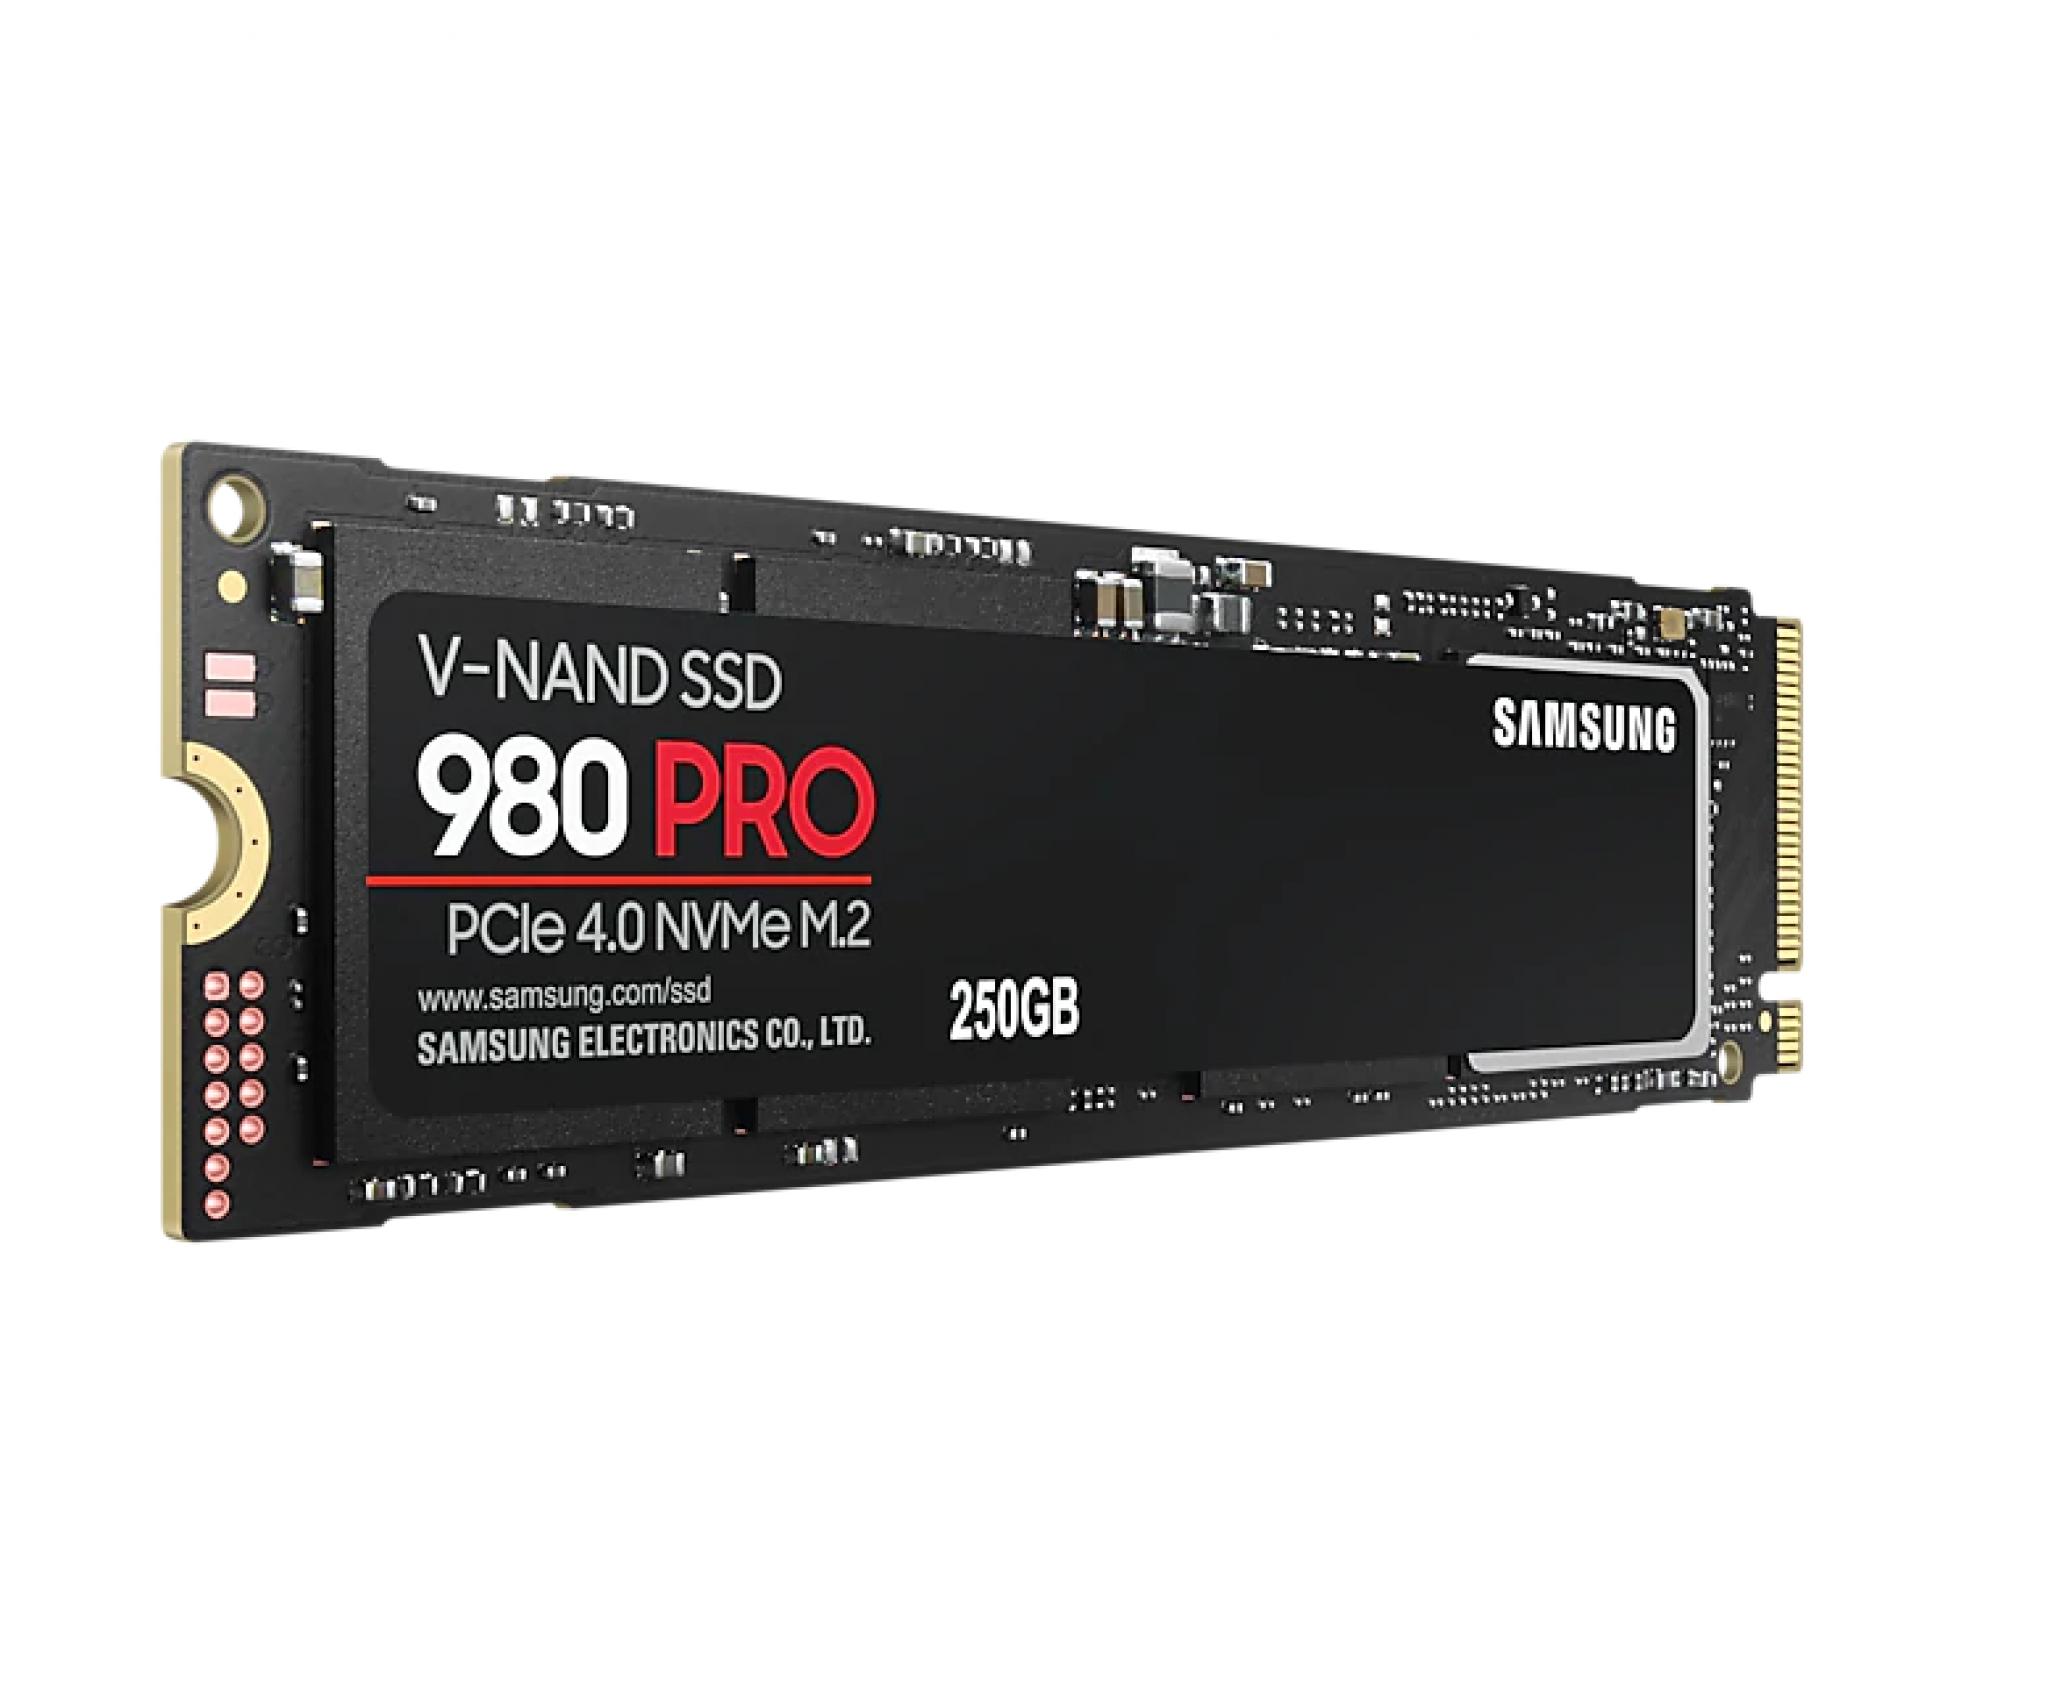 V-NAND SSD
980 PRO
PCIe 4.0 NVMe M.2
www.samsung.com/ssd
SAMSUNG ELECTRONICS CO., LTD.
250GB
SAMSUNG